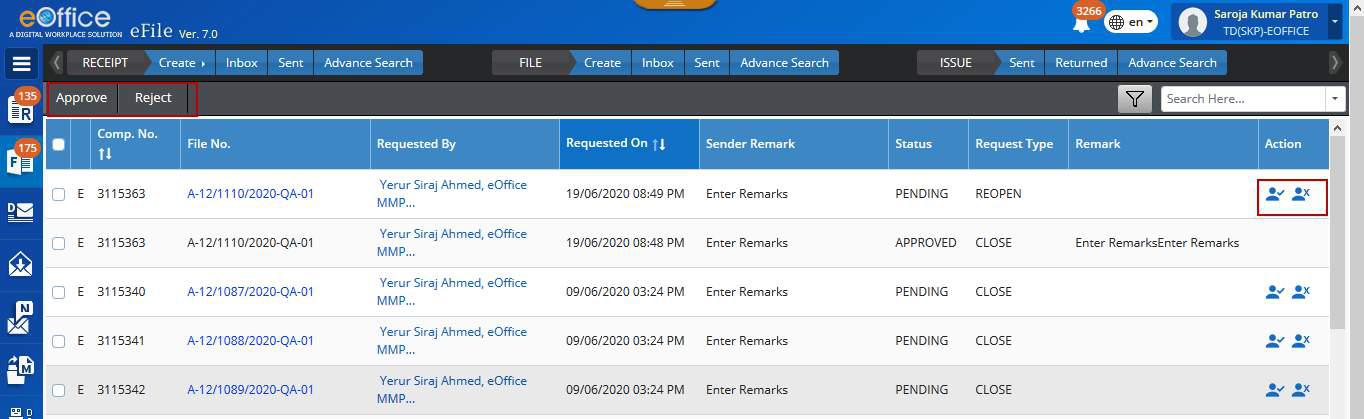 eOffice
A DIGITAL WORKPLACE SOLUTION
eFile Ver. 7.0
3266
en
Saroja Kumar Patro
TD(SKP)-EOFFICE
RECEIPT Create Inbox Sent Advance Search FILE Create Inbox Sent Advance Search ISSUE Sent Returned Advance Search
135
R
Approve Reject Search Here...
175
F
D
N
M
D
Comp. No. File No. Requested By Requested On Sender Remark Status Request Type Remark Action
E 3115363 A-12/1110/2020-QA-01 Yerur Siraj Ahmed, eOffice MMP... 19/06/2020 08:49 PM Enter Remarks PENDING REOPEN
E 3115363 A-12/1110/2020-QA-01 Yerur Siraj Ahmed, eOffice MMP... 19/06/2020 08:48 PM Enter Remarks APPROVED CLOSE Enter RemarksEnter Remarks
E 3115340 A-12/1087/2020-QA-01 Yerur Siraj Ahmed, eOffice MMP... 09/06/2020 03:24 PM Enter Remarks PENDING CLOSE
E 3115341 A-12/1088/2020-QA-01 Yerur Siraj Ahmed, eOffice MMP... 09/06/2020 03:24 PM Enter Remarks PENDING CLOSE
E 3115342 A-12/1089/2020-QA-01 Yerur Siraj Ahmed, eOffice MMP... 09/06/2020 03:24 PM Enter Remarks PENDING CLOSE